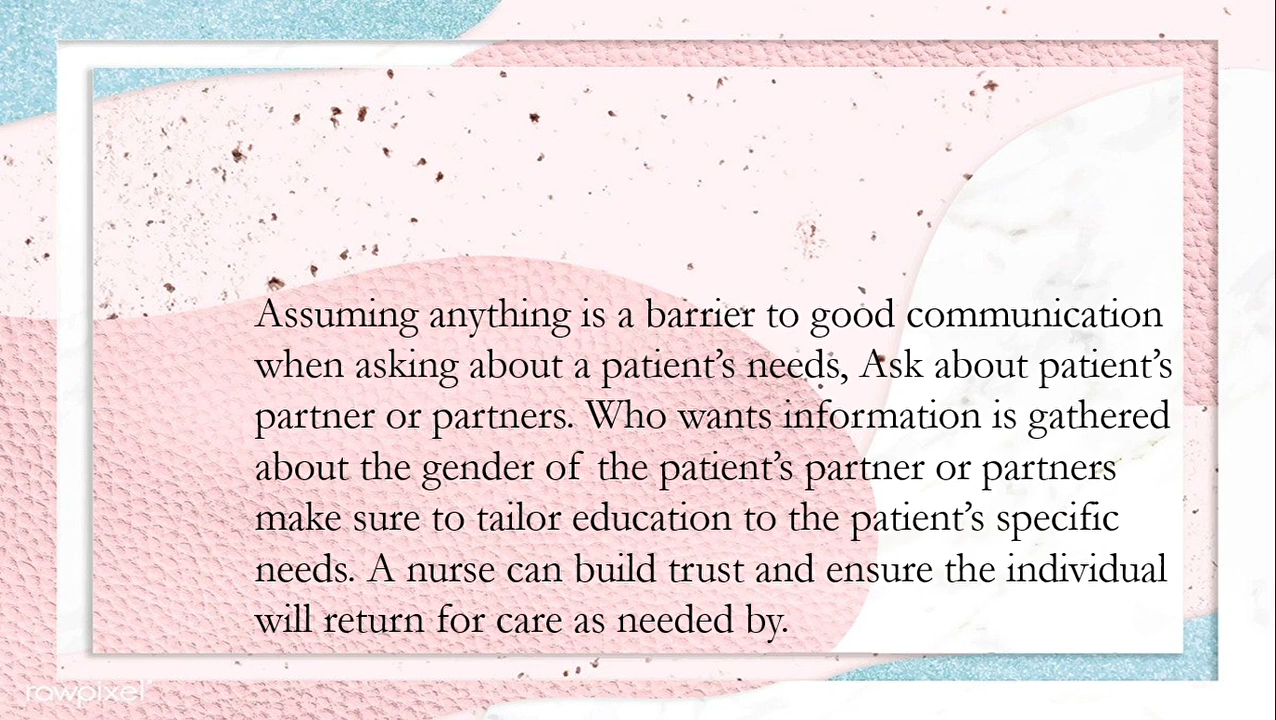 Assuming anything is a barrier to good communication
when asking about a patient's needs, Ask about patient's
partner or partners. Who wants information is gathered
about the gender of the patient's partner or partners
make sure to tailor education to the patient's specific
needs. A nurse can build trust and ensure the individual
will return for care as needed by.
rawpixel